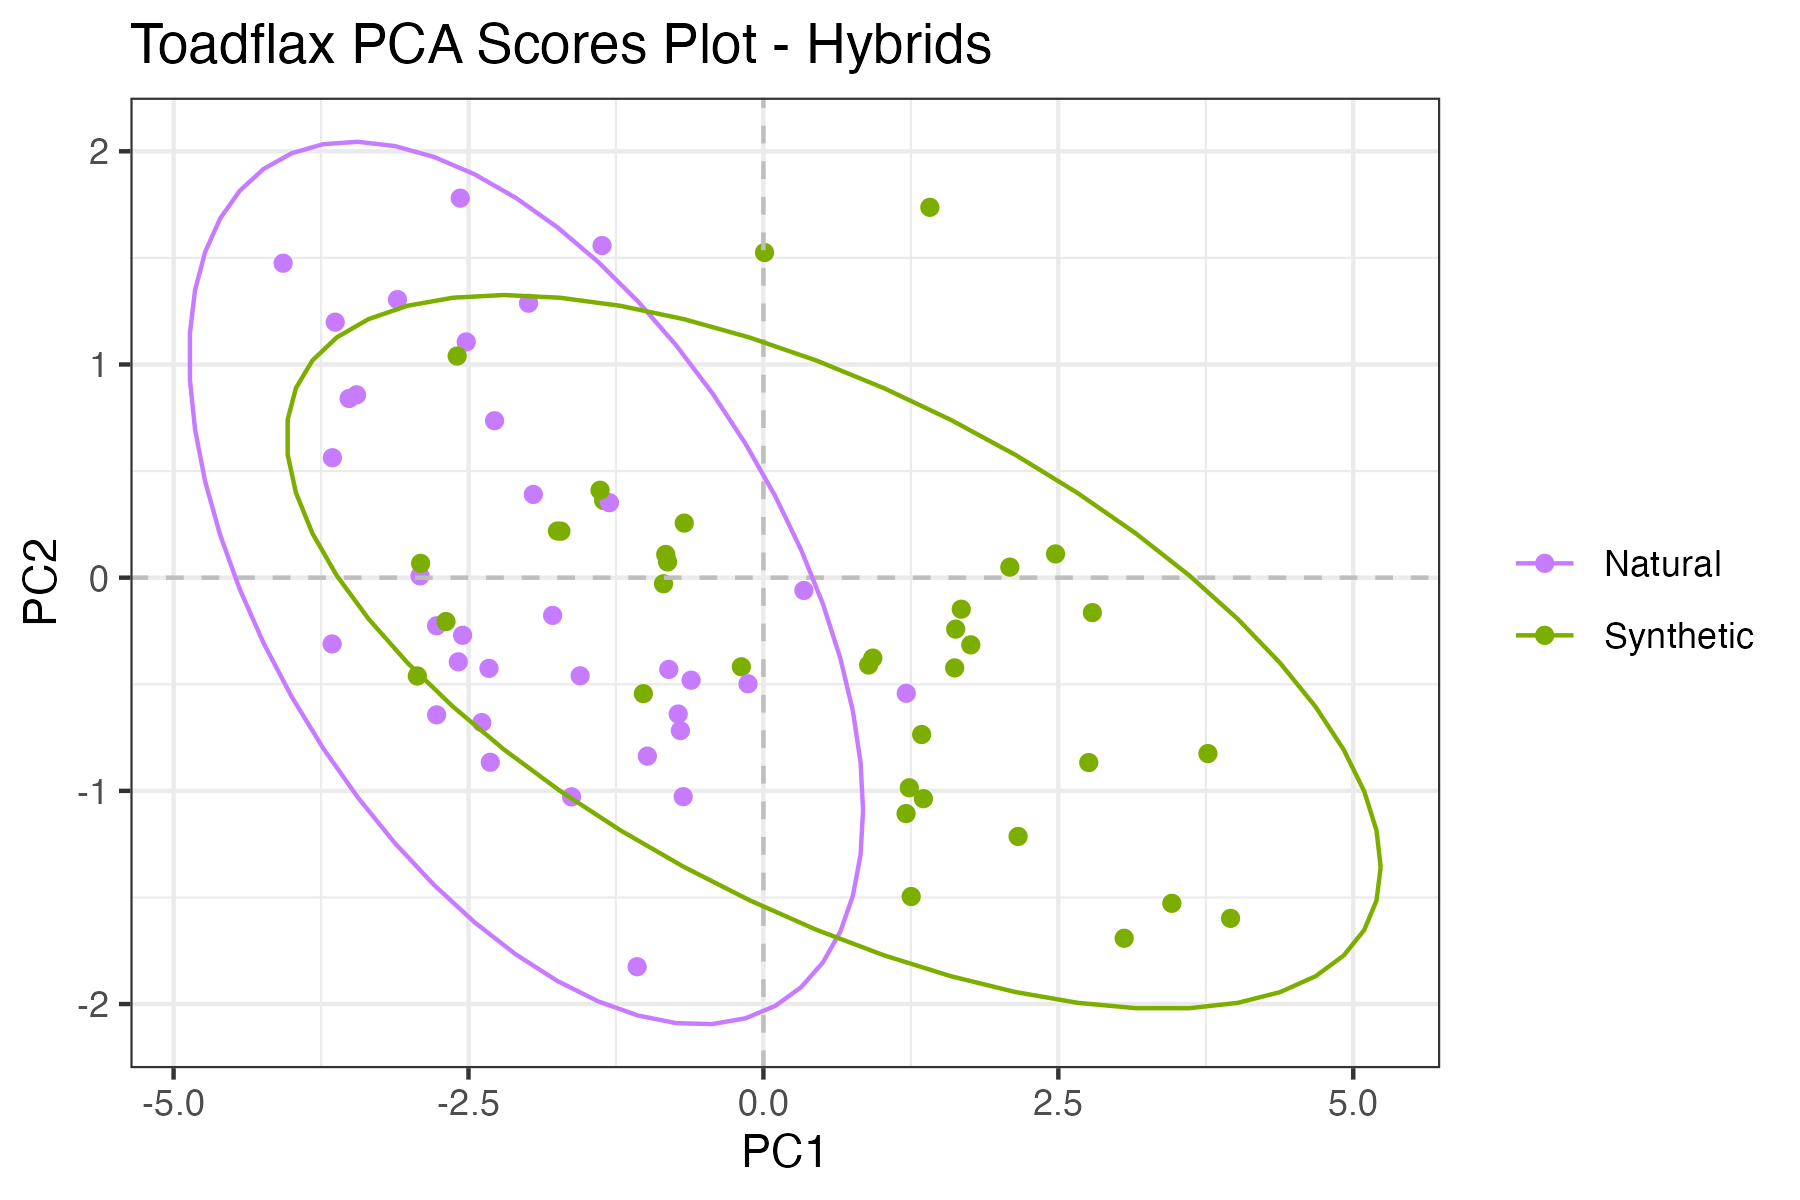 Toadflax PCA Scores Plot - Hybrids
2
1
0
-1
-2
PC2
-5.0 -2.5 0.0 2.5 5.0
PC1
Natural
Synthetic